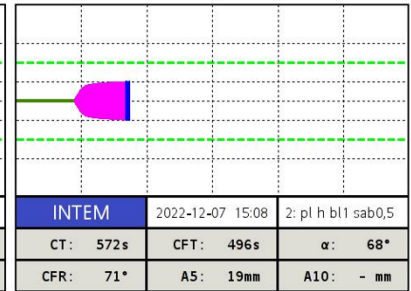 INTEM 2022-12-07 15:08 2: pl h bl1 sab0,5
CT: 572s CFT: 496s α: 68°
CFR: 71° A5: 19mm A10: - mm